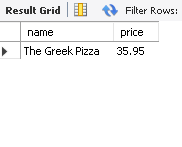 Result Grid Filter Rows:
name price
The Greek Pizza 35.95